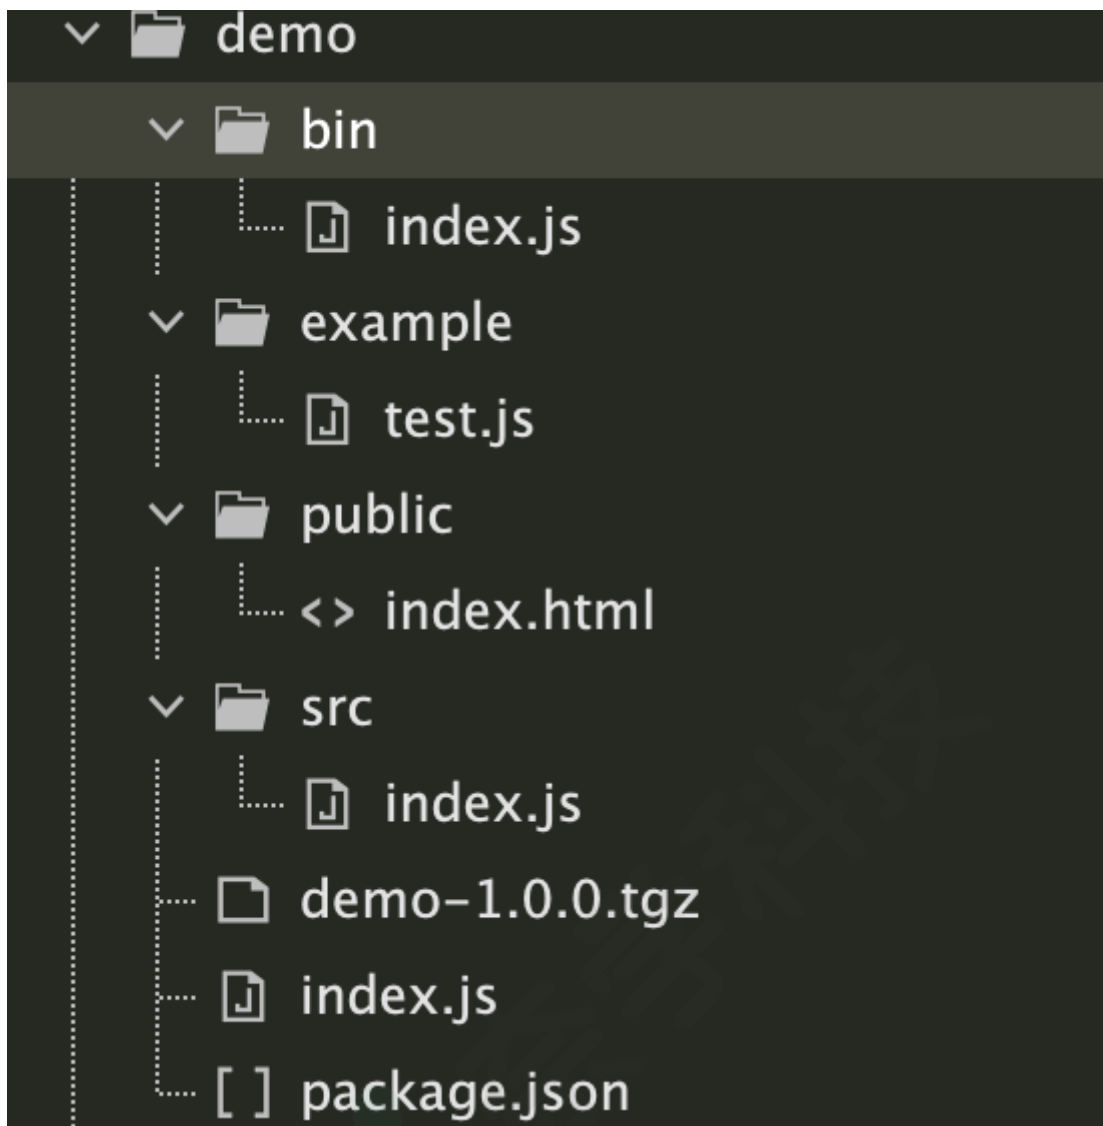 demo
bin
index.js
example
test.js
public
<> index.html
src
index.js
demo-1.0.0.tgz
index.js
[ ] package.json